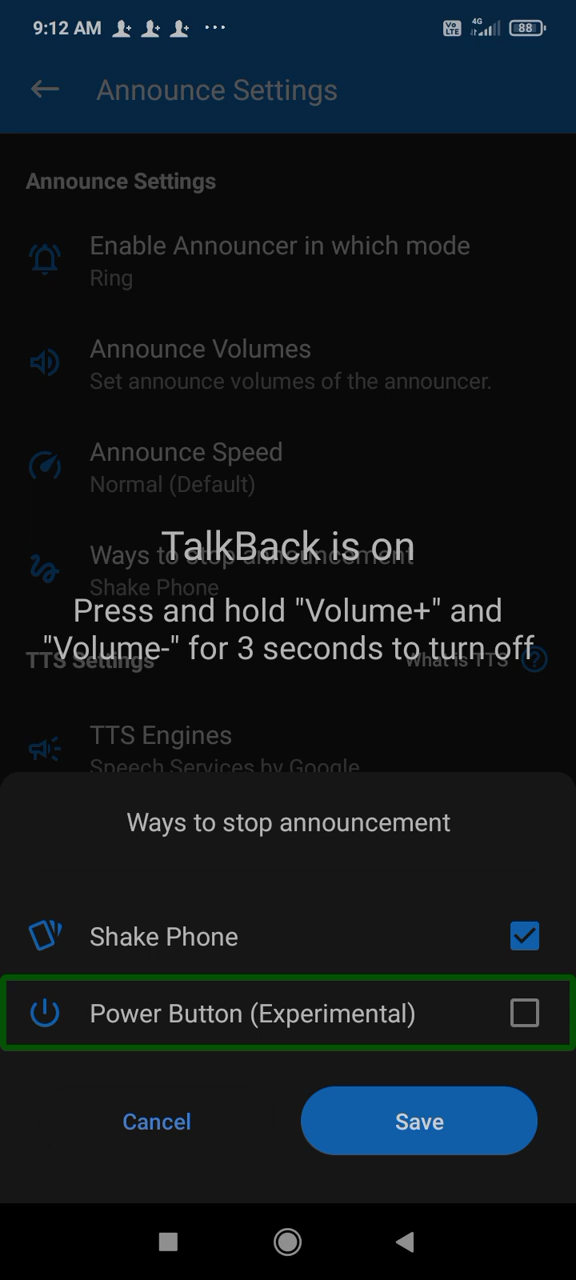 9:12 AM ... Vo LTE 4G 88
Announce Settings
Announce Settings
Enable Announcer in which mode
Ring
Announce Volumes
Set announce volumes of the announcer.
Announce Speed
Normal (Default)
TalkBack is on
Ways to stop announcement
Shake Phone
Press and hold "Volume+" and
"Volume-" for 3 seconds to turn off
TTS Settings What is TTS ?
TTS Engines
Speech Services by Google
Ways to stop announcement
Shake Phone
Power Button (Experimental)
Cancel Save